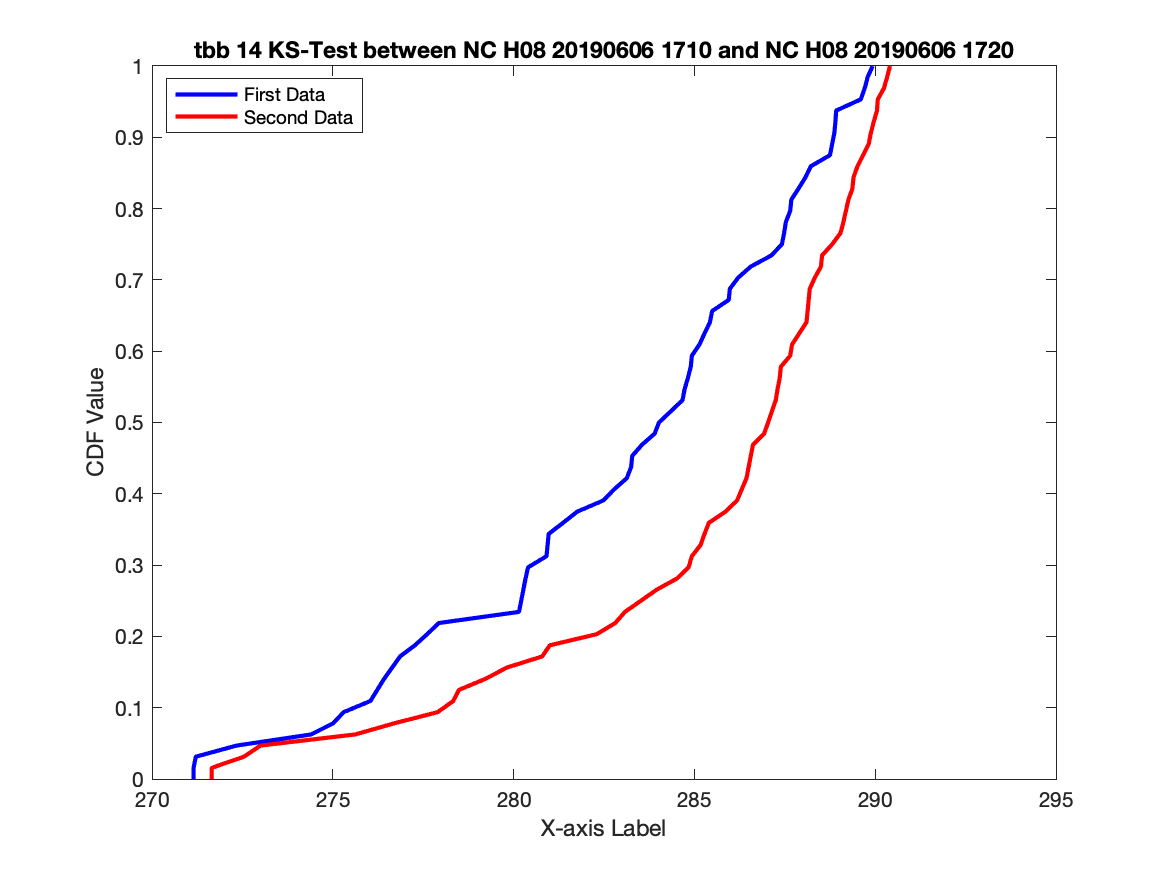 tbb 14 KS-Test between NC H08 20190606 1710 and NC H08 20190606 1720
First Data
Second Data
1
0.9
0.8
0.7
0.6
0.5
0.4
0.3
0.2
0.1
0
CDF Value
270 275 280 285 290 295
X-axis Label